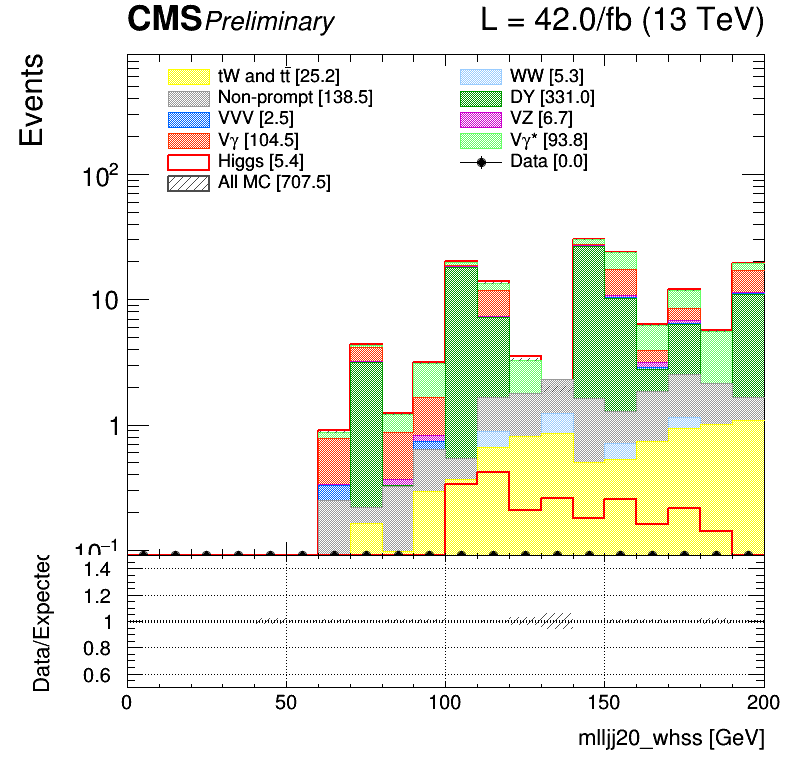 CMS Preliminary L = 42.0/fb (13 TeV)
Events
tW and tt̄ [25.2] WW [5.3]
Non-prompt [138.5] DY [331.0]
VVV [2.5] VZ [6.7]
Vγ [104.5] Vγ* [93.8]
Higgs [5.4] Data [0.0]
All MC [707.5]
10²
10
1
10⁻¹
Data/Expected
1.4
1.2
1
0.8
0.6
0 50 100 150 200
mlljj20_whss [GeV]